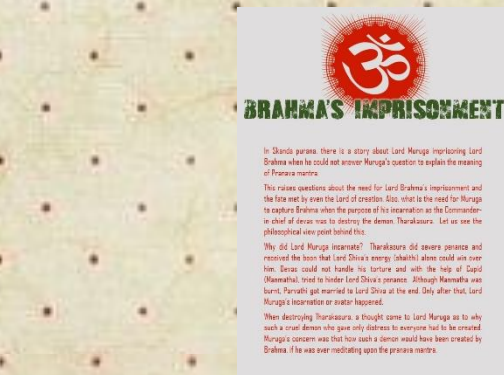 ॐ
BRAHMA'S IMPRISONMENT
In Skanda purana, there is a story about Lord Muruga imprisoning Lord
Brahma when he could not answer Muruga's question to explain the meaning
of Pranava mantra.
This raises questions about the need for Lord Brahma's imprisonment and
the fate met by even the Lord of creation. Also, what is the need for Muruga
to capture Brahma when the purpose of his incarnation as the Commander-
in chief of devas was to destroy the demon, Tharakasura. Let us see the
philosophical view point behind this.
Why did Lord Muruga incarnate? Tharakasura did severe penance and
received the boon that Lord Shiva's energy (shakthi) alone could win over
him. Devas could not handle his torture and with the help of Cupid
(Manmatha), tried to hinder Lord Shiva's penance. Although Manmatha was
burnt, Parvathi got married to Lord Shiva at the end. Only after that, Lord
Muruga's incarnation or avatar happened.
When destroying Tharakasura, a thought came to Lord Muruga as to why
such a cruel demon who gave only distress to everyone had to be created.
Muruga's concern was that how such a demon would have been created by
Brahma, if he was ever meditating upon the pranava mantra.